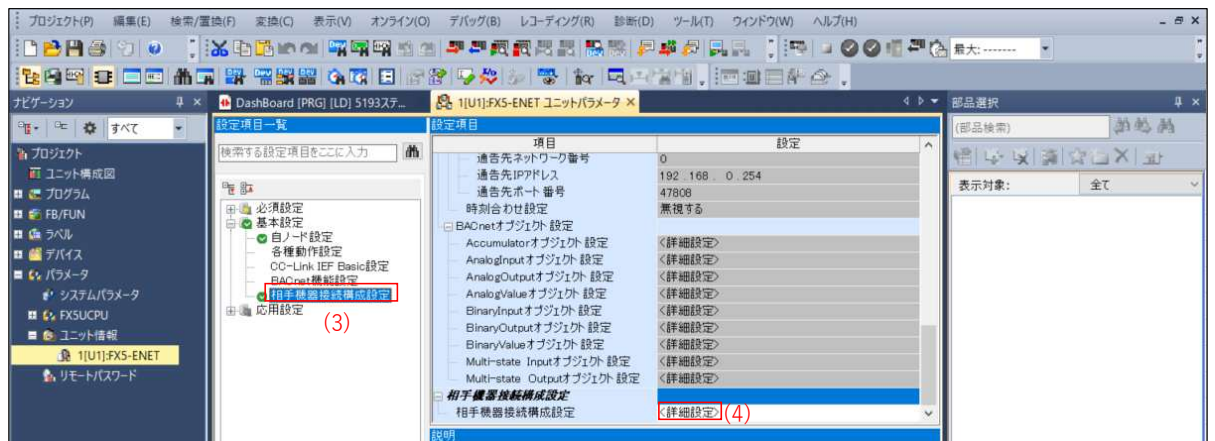 プロジェクト(P) 編集(E) 検索/置換(F) 変換(C) 表示(V) オンライン(O) デバッグ(B) レコーディング(R) 診断(D) ツール(T) ウィンドウ(W) ヘルプ(H)
最大: -------
ナビゲーション
すべて
プロジェクト
ユニット構成図
プログラム
FB/FUN
ラベル
デバイス
パラメータ
システムパラメータ
FX5UCPU
ユニット情報
1[U1]:FX5-ENET
リモートパスワード
DashBoard [PRG] [LD] 5193ステ...
1[U1]:FX5-ENET ユニットパラメータ
設定項目一覧
検索する設定項目をここに入力
必須設定
基本設定
自ノード設定
各種動作設定
CC-Link IEF Basic設定
BACnet機能設定
相手機器接続構成設定
応用設定
(3)
設定項目
項目 設定
通告先ネットワーク番号 0
通告先IPアドレス 192 . 168 . 0 . 254
通告先ポート番号 47808
時刻合わせ設定 無視する
BACnetオブジェクト設定
Accumulatorオブジェクト設定 <詳細設定>
AnalogInputオブジェクト設定 <詳細設定>
AnalogOutputオブジェクト設定 <詳細設定>
AnalogValueオブジェクト設定 <詳細設定>
BinaryInputオブジェクト設定 <詳細設定>
BinaryOutputオブジェクト設定 <詳細設定>
BinaryValueオブジェクト設定 <詳細設定>
Multi-state Inputオブジェクト設定 <詳細設定>
Multi-state Outputオブジェクト設定 <詳細設定>
相手機器接続構成設定
相手機器接続構成設定 <詳細設定> (4)
説明
部品選択
(部品検索)
表示対象: 全て